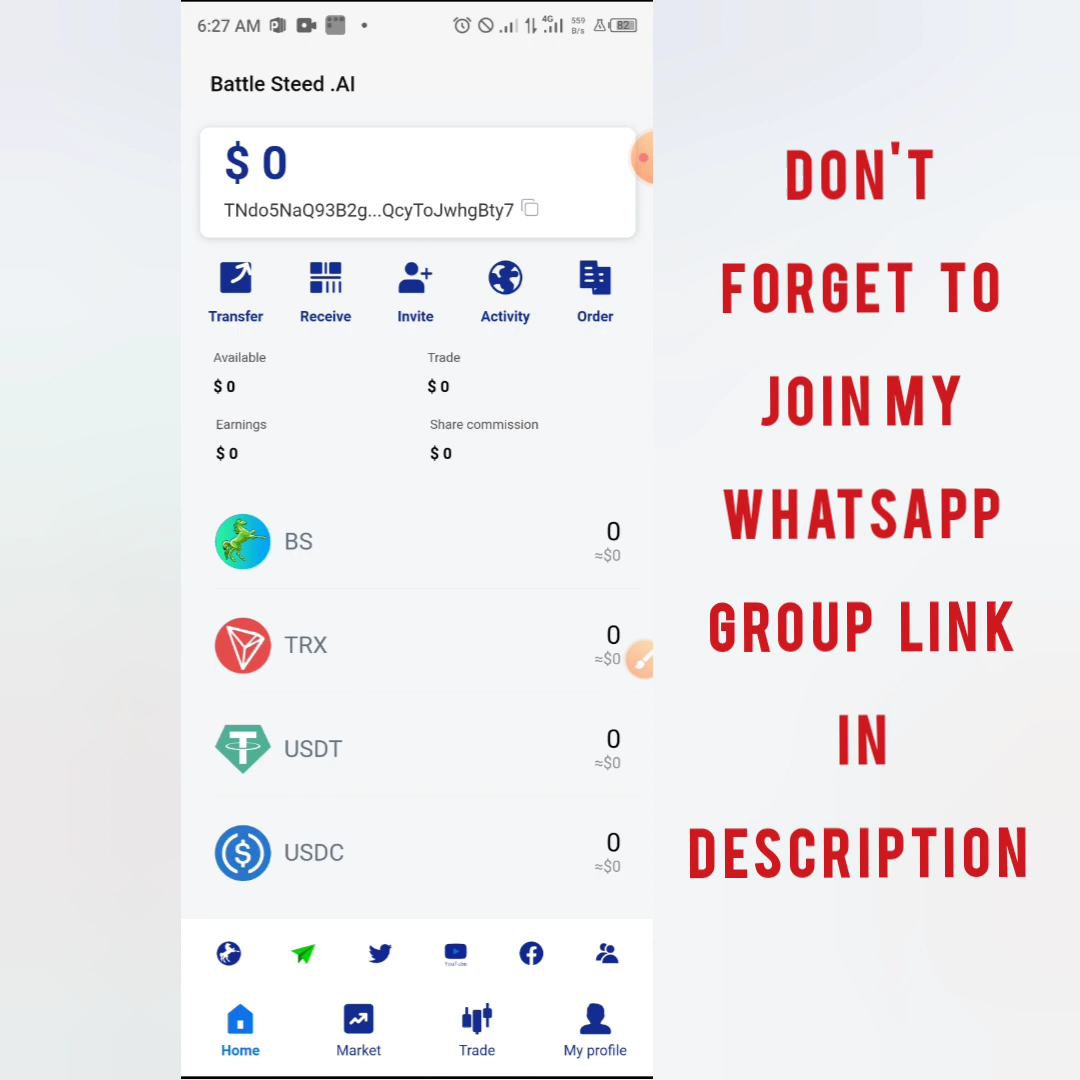 6:27 AM
4G
559
B/s
82
Battle Steed .AI
$ 0
TNdo5NaQ93B2g...QcyToJwhgBty7
Transfer
Receive
Invite
Activity
Order
Available
Trade
$ 0
$ 0
Earnings
Share commission
$ 0
$ 0
BS
0
≈$0
TRX
0
≈$0
USDT
0
≈$0
USDC
0
≈$0
YouTube
Home
Market
Trade
My profile
DON'T
FORGET TO
JOIN MY
WHATSAPP
GROUP LINK
IN
DESCRIPTION